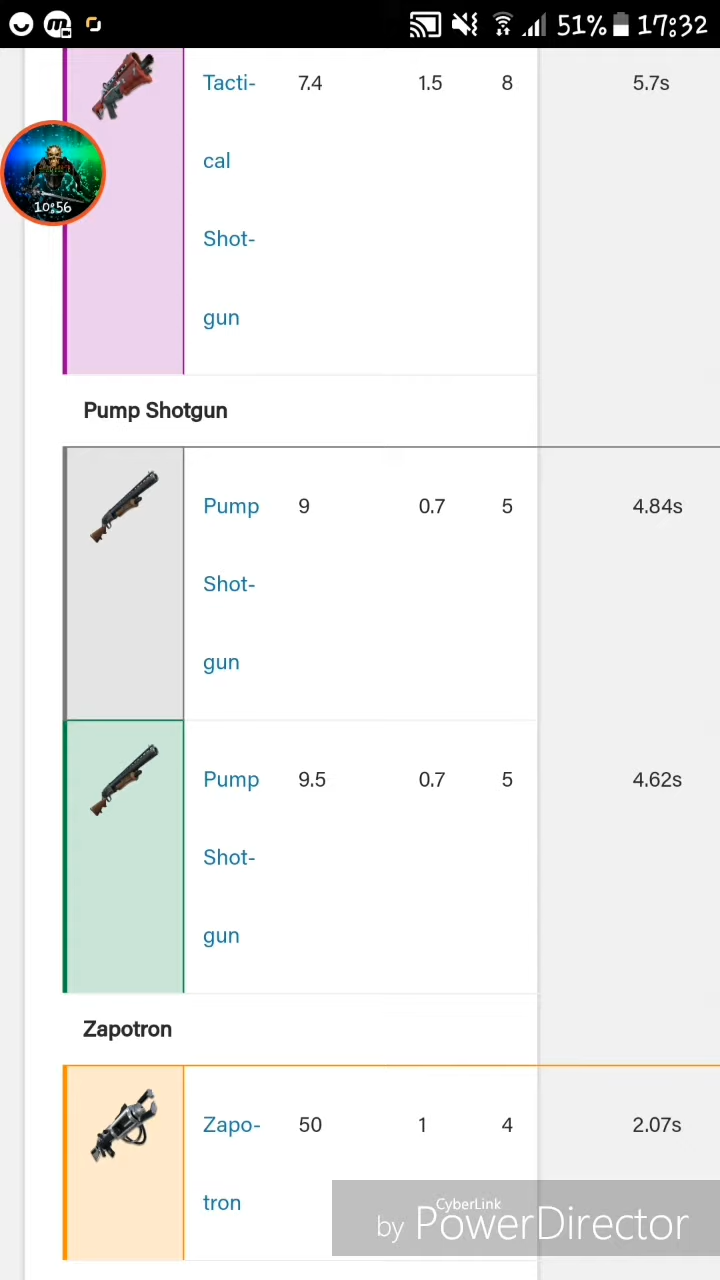 51% 17:32
Tacti- 7.4 1.5 8 5.7s
cal
10:56
Shot-
gun
Pump Shotgun
Pump 9 0.7 5 4.84s
Shot-
gun
Pump 9.5 0.7 5 4.62s
Shot-
gun
Zapotron
Zapo- 50 1 4 2.07s
tron
CyberLink
by PowerDirector